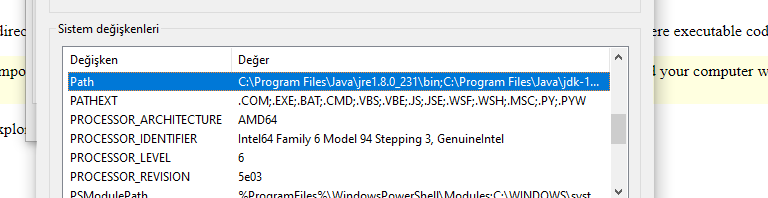 Sistem değişkenleri
direc
ere executable cod
Değişken Değer
mpo
d your computer w
Path C:\Program Files\Java\jre1.8.0_231\bin;C:\Program Files\Java\jdk-1...
PATHEXT .COM;.EXE;.BAT;.CMD;.VBS;.VBE;.JS;.JSE;.WSF;.WSH;.MSC;.PY;.PYW
PROCESSOR_ARCHITECTURE AMD64
explor
PROCESSOR_IDENTIFIER Intel64 Family 6 Model 94 Stepping 3, GenuineIntel
PROCESSOR_LEVEL 6
PROCESSOR_REVISION 5e03
PSModulePath %ProgramFiles%\WindowsPowerShell\Modules;C:\WINDOWS\syst